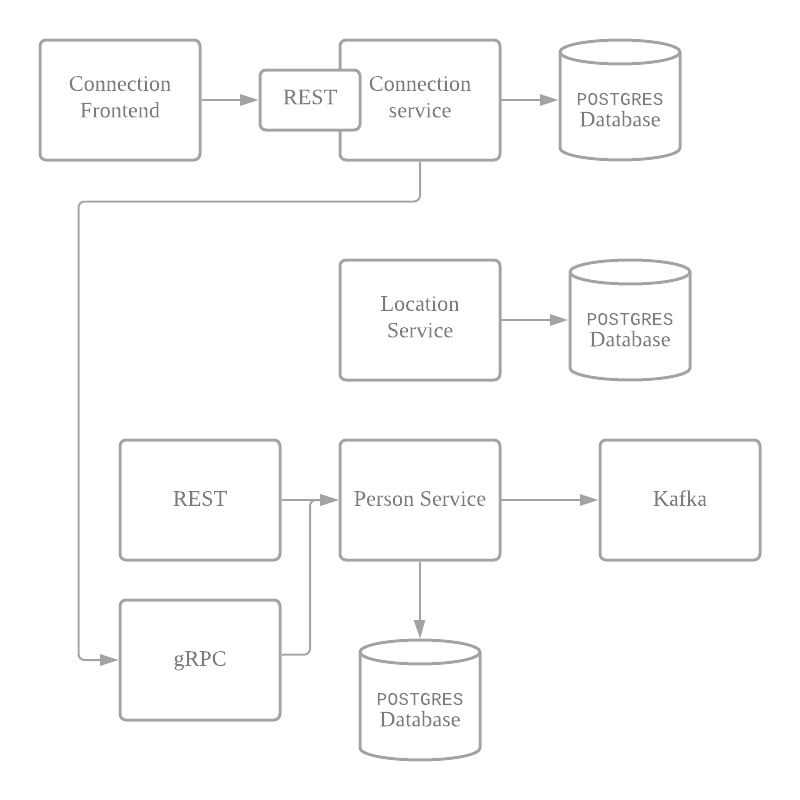 Connection
Frontend
REST
Connection
service
POSTGRES
Database
Location
Service
POSTGRES
Database
REST
Person Service
Kafka
gRPC
POSTGRES
Database